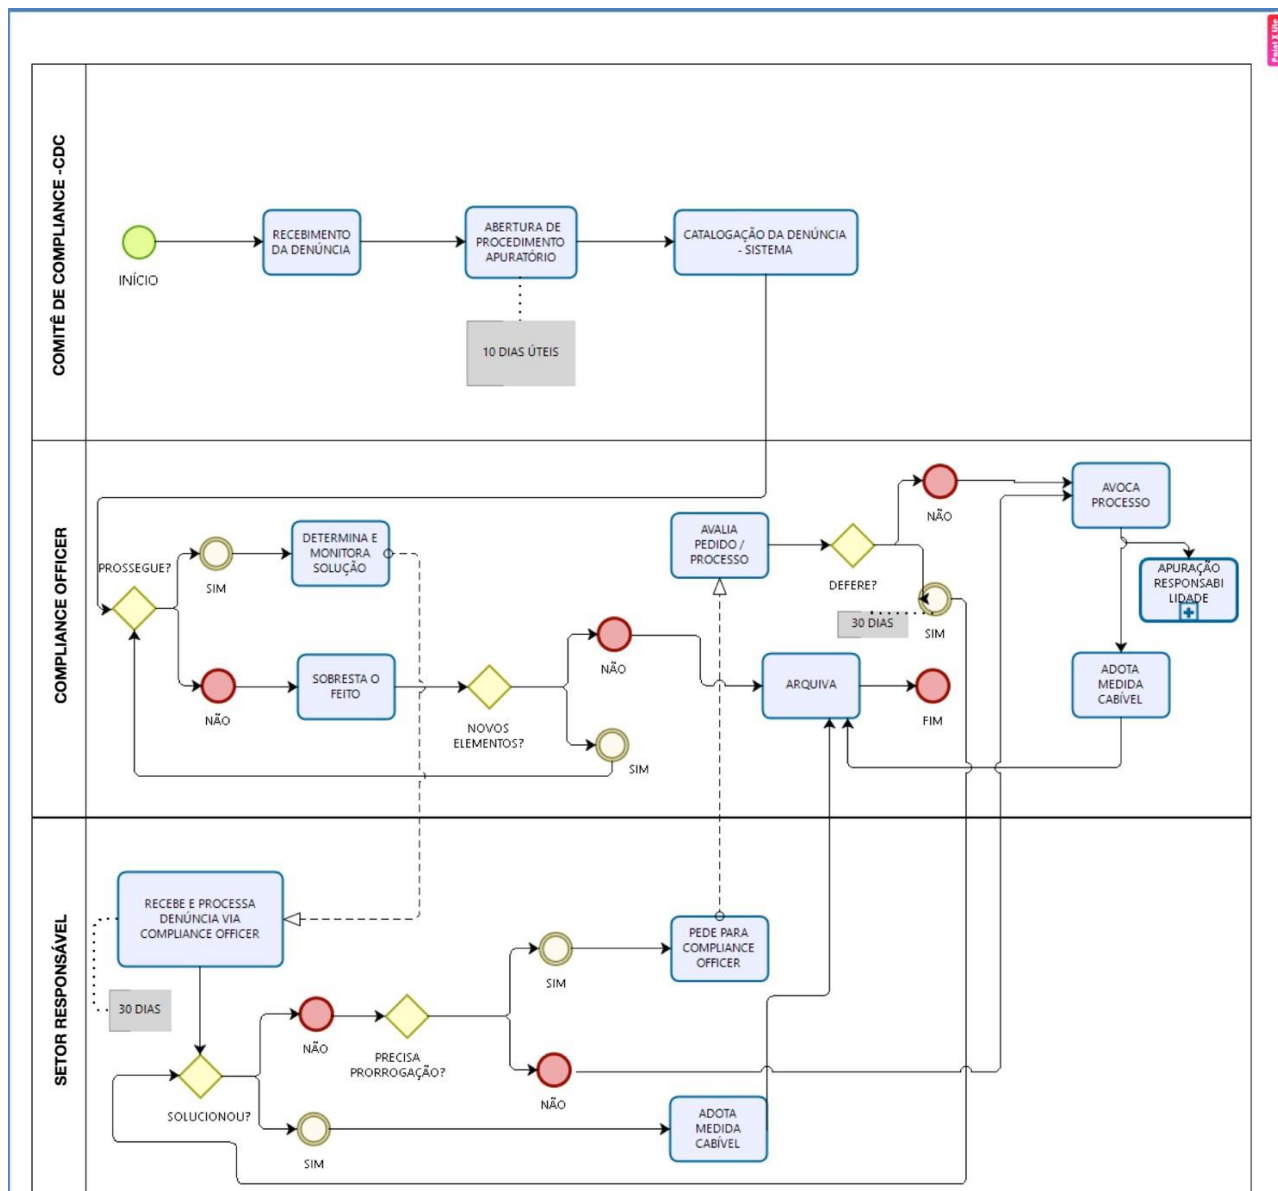 COMITÊ DE COMPLIANCE -CDC
INÍCIO
RECEBIMENTO
DA DENÚNCIA
ABERTURA DE
PROCEDIMENTO
APURATÓRIO
10 DIAS ÚTEIS
CATALOGAÇÃO DA DENÚNCIA
- SISTEMA
COMPLIANCE OFFICER
PROSSEGUE?
SIM
DETERMINA E
MONITORA
SOLUÇÃO
NÃO
SOBRESTA O
FEITO
NOVOS
ELEMENTOS?
NÃO
SIM
AVALIA
PEDIDO /
PROCESSO
DEFERE?
NÃO
30 DIAS
SIM
AVOCA
PROCESSO
APURAÇÃO
RESPONSABI
LIDADE
ARQUIVA
FIM
ADOTA
MEDIDA
CABÍVEL
SETOR RESPONSÁVEL
RECEBE E PROCESSA
DENÚNCIA VIA
COMPLIANCE OFFICER
30 DIAS
SOLUCIONOU?
NÃO
SIM
PRECISA
PRORROGAÇÃO?
SIM
NÃO
PEDE PARA
COMPLIANCE
OFFICER
ADOTA
MEDIDA
CABÍVEL